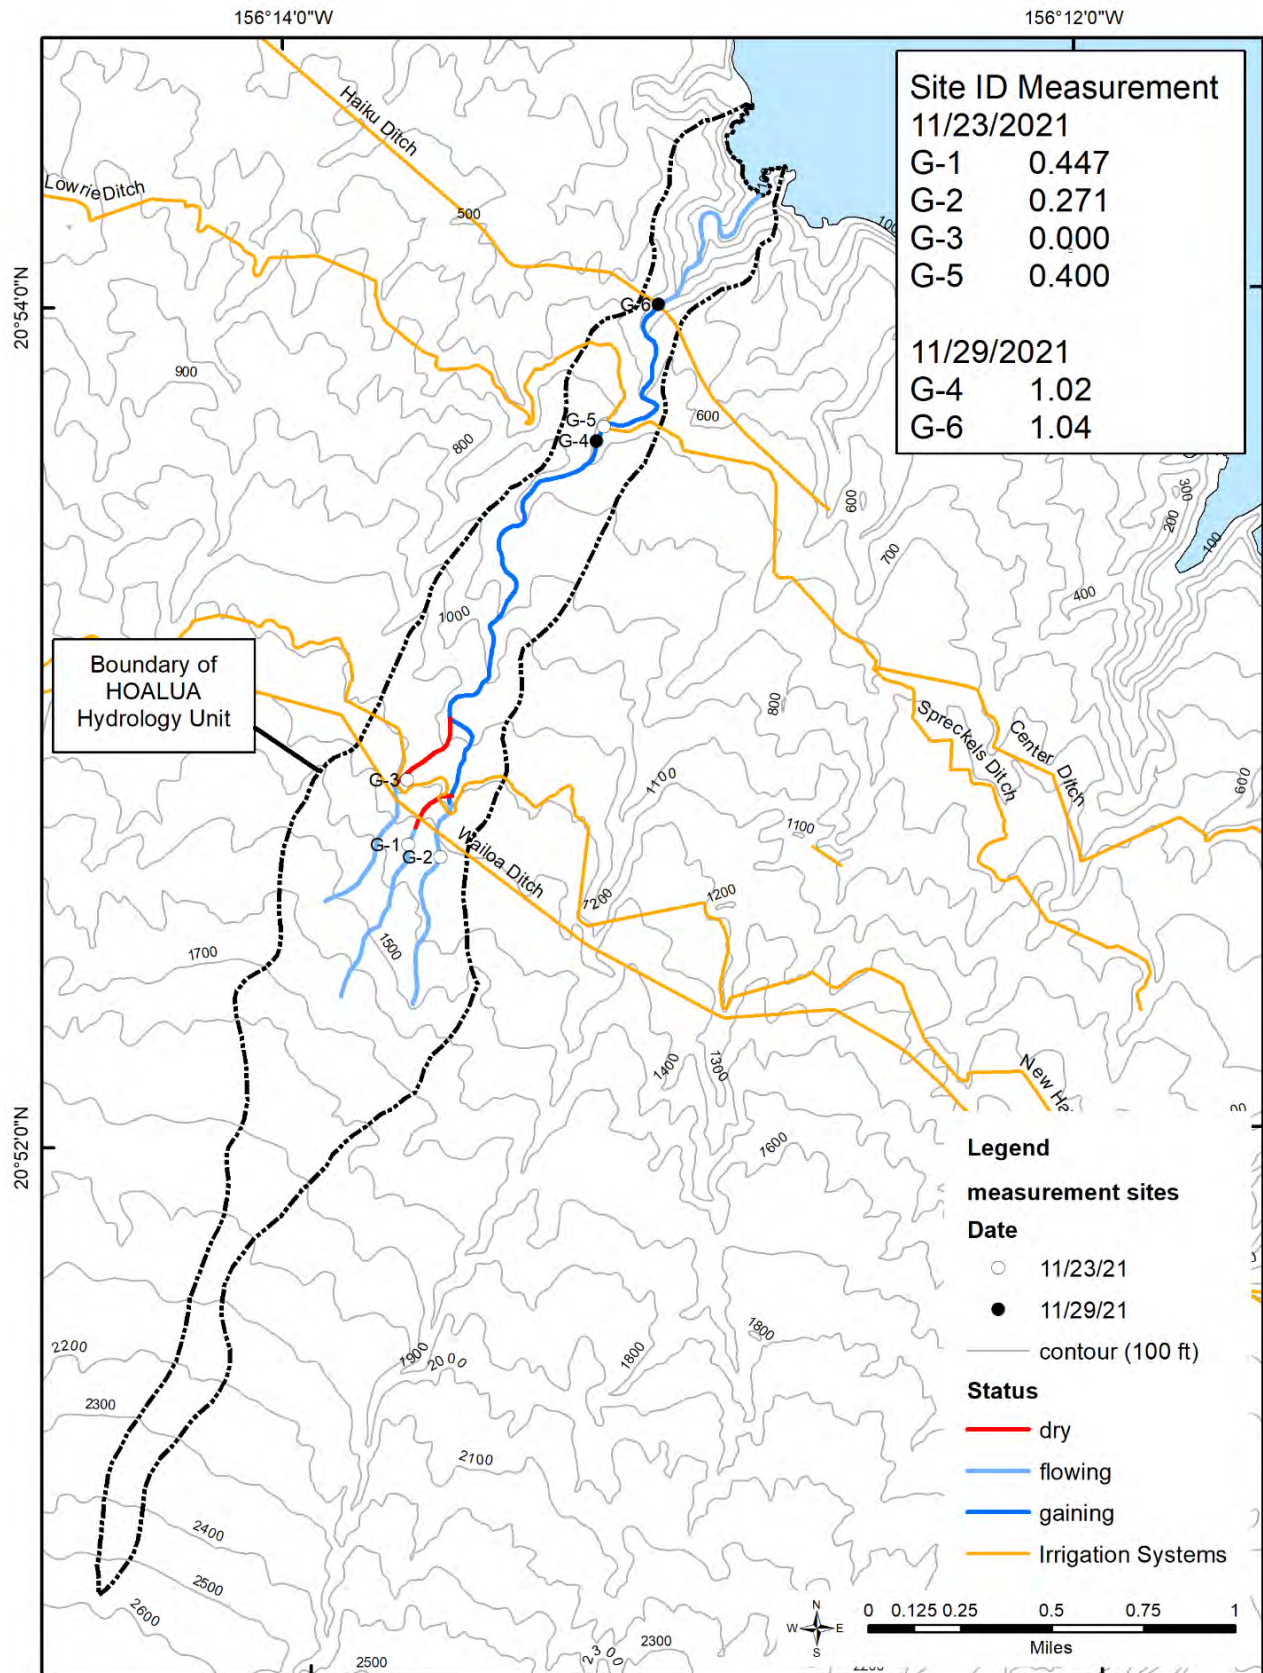 156°14'0"W
156°12'0"W
20°54'0"N
20°52'0"N
Site ID Measurement
11/23/2021
G-1 0.447
G-2 0.271
G-3 0.000
G-5 0.400
11/29/2021
G-4 1.02
G-6 1.04
Haiku Ditch
Lowrie Ditch
500
100
G-6
900
G-5
600
G-4
800
600
300
200
100
700
400
1000
Boundary of
HOALUA
Hydrology Unit
800
Spreckels Ditch
Center Ditch
600
1100
G-3
1100
G-1
G-2
Wailoa Ditch
1200
1200
1500
1700
1400
1300
New Ha
1600
Legend
measurement sites
Date
11/23/21
11/29/21
contour (100 ft)
Status
dry
flowing
gaining
Irrigation Systems
1800
1800
1900
2000
2200
2300
2100
2400
2500
2600
2300
2300
2500
N
W E
S
0 0.125 0.25 0.5 0.75 1
Miles